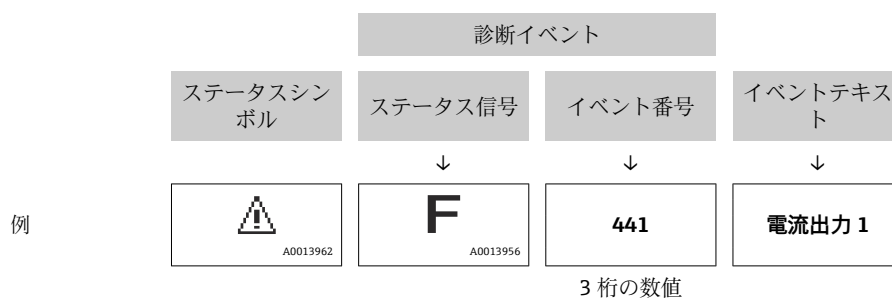 診断イベント
ステータスシン
ボル
ステータス信号
イベント番号
イベントテキス
ト
↓
↓
↓
例
A0013962
F
A0013956
441
電流出力 1
3 桁の数値